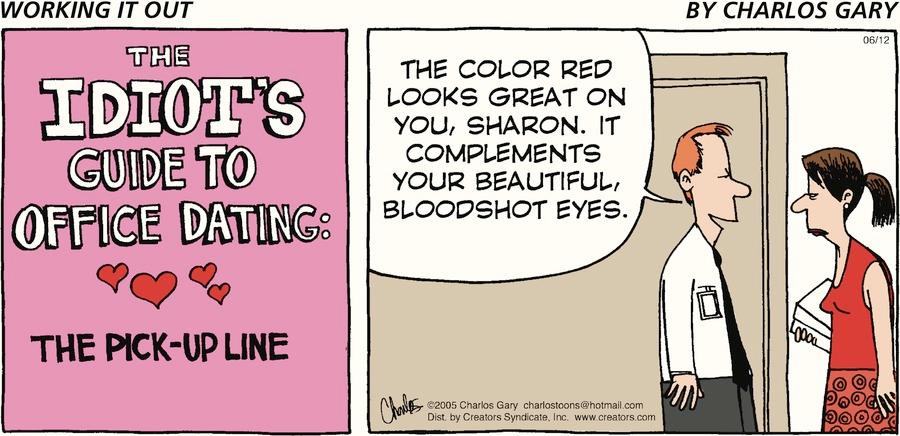 WORKING IT OUT
BY CHARLOS GARY
THE
IDIOT'S
GUIDE TO
OFFICE DATING:
THE PICK-UP LINE
06/12
THE COLOR RED
LOOKS GREAT ON
YOU, SHARON. IT
COMPLEMENTS
YOUR BEAUTIFUL,
BLOODSHOT EYES.
Charlos
©2005 Charlos Gary charlostoons@hotmail.com
Dist. by Creators Syndicate, Inc. www.creators.com